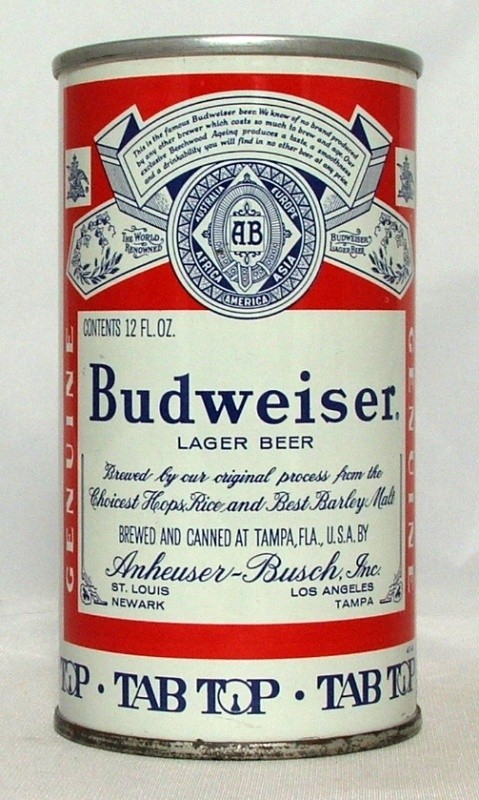 This is the famous Budweiser beer. We know of no brand produced
by any other brewer which costs so much to brew and age. Our
exclusive Beechwood Ageing produces a taste, a smoothness
and a drinkability you will find in no other beer at any price.
AUSTRALIA EUROPE
AB
AFRICA ASIA
AMERICA
THE WORLD
RENOWNED
BUDWEISER
LAGER BEER
CONTENTS 12 FL. OZ.
Budweiser.
LAGER BEER
Brewed by our original process from the
Choicest Hops, Rice and Best Barley Malt
BREWED AND CANNED AT TAMPA, FLA., U.S.A. BY
Anheuser-Busch, Inc.
ST. LOUIS LOS ANGELES
NEWARK TAMPA
GENUINE
GENUINE
TOP · TAB TOP · TAB TOP